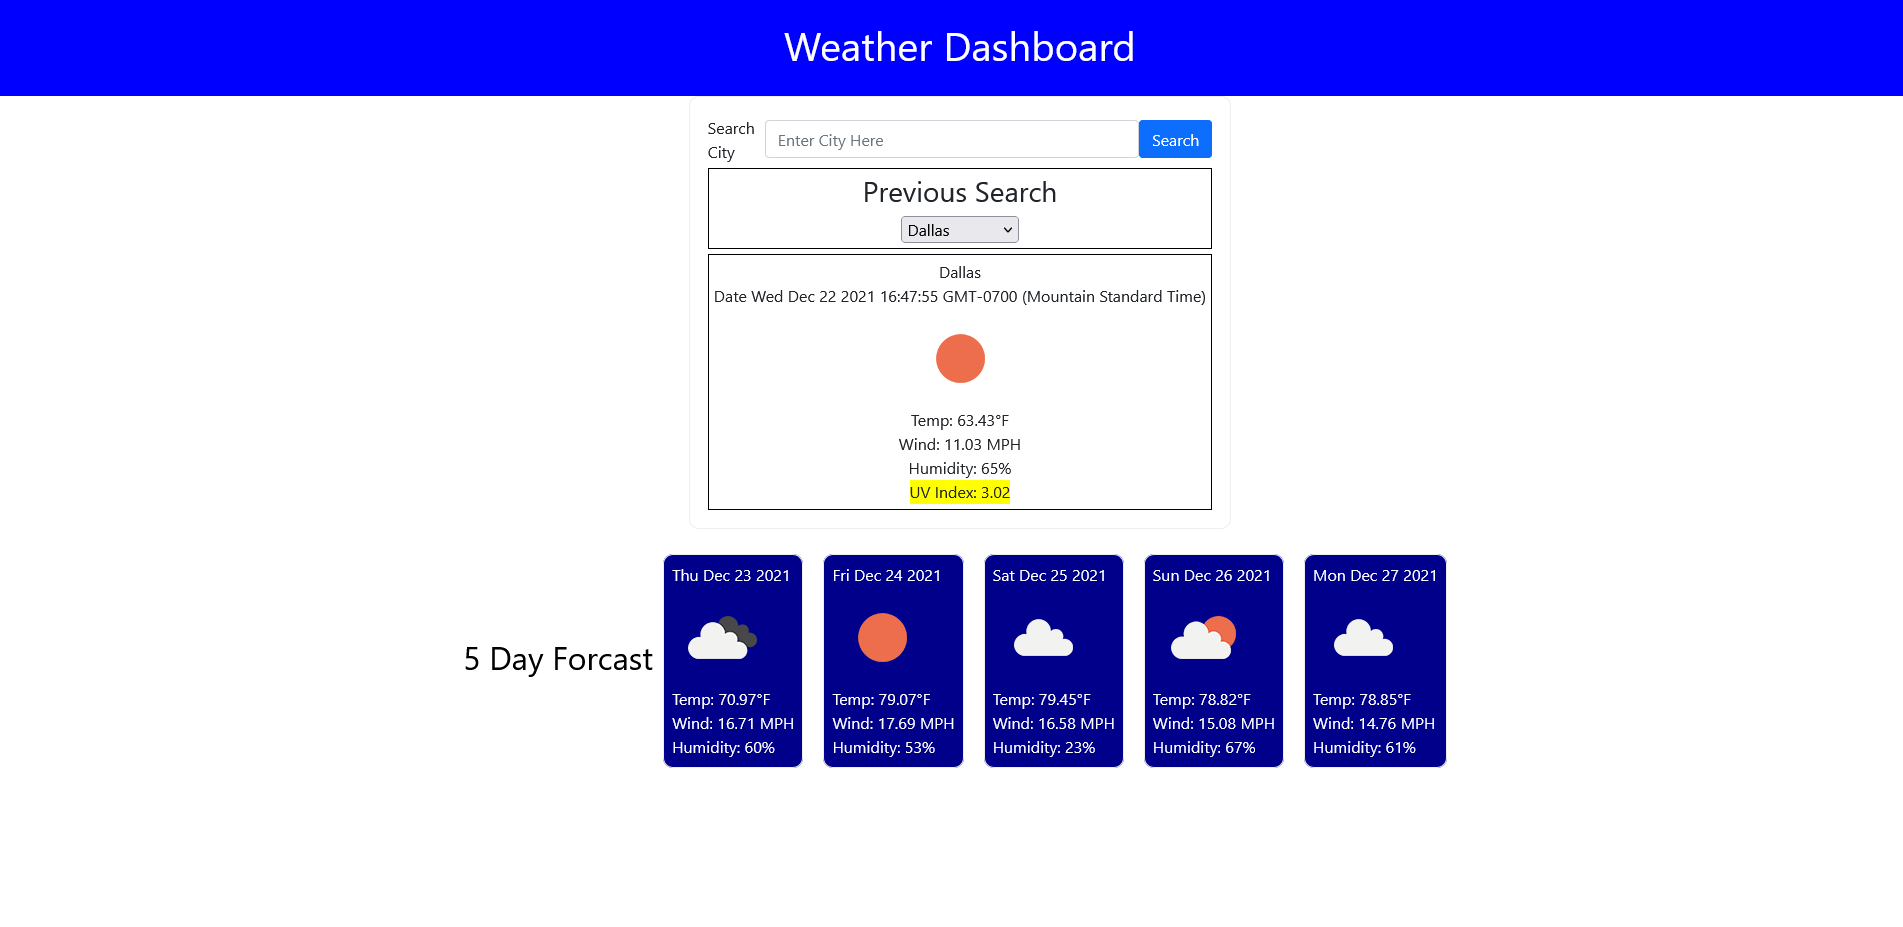 Weather Dashboard
Search
City
Enter City Here
Search
Previous Search
Dallas
Dallas
Date Wed Dec 22 2021 16:47:55 GMT-0700 (Mountain Standard Time)
Temp: 63.43°F
Wind: 11.03 MPH
Humidity: 65%
UV Index: 3.02
5 Day Forcast
Thu Dec 23 2021
Temp: 70.97°F
Wind: 16.71 MPH
Humidity: 60%
Fri Dec 24 2021
Temp: 79.07°F
Wind: 17.69 MPH
Humidity: 53%
Sat Dec 25 2021
Temp: 79.45°F
Wind: 16.58 MPH
Humidity: 23%
Sun Dec 26 2021
Temp: 78.82°F
Wind: 15.08 MPH
Humidity: 67%
Mon Dec 27 2021
Temp: 78.85°F
Wind: 14.76 MPH
Humidity: 61%